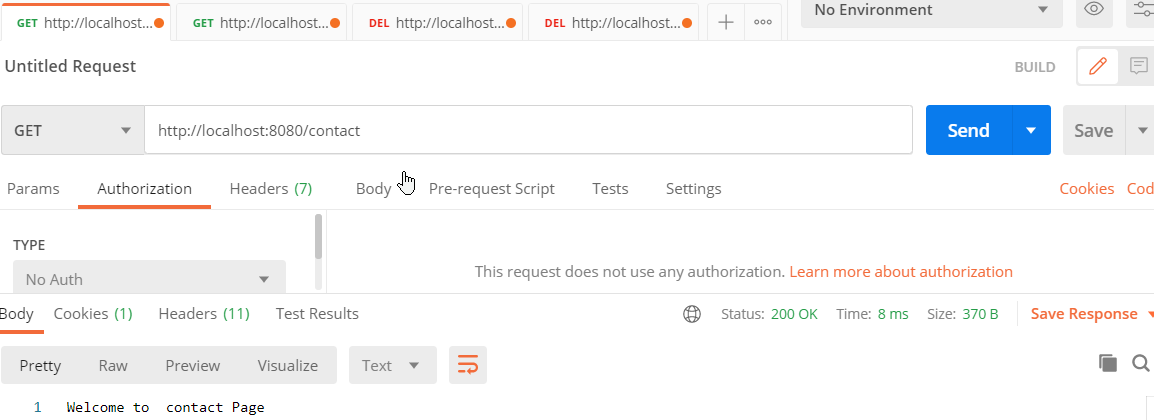 GET http://localhost... GET http://localhost... DEL http://localhost... DEL http://localhost... No Environment
Untitled Request BUILD
GET http://localhost:8080/contact Send Save
Params Authorization Headers (7) Body Pre-request Script Tests Settings Cookies Cod
TYPE
No Auth
This request does not use any authorization. Learn more about authorization
Body Cookies (1) Headers (11) Test Results Status: 200 OK Time: 8 ms Size: 370 B Save Response
Pretty Raw Preview Visualize Text
1 Welcome to  contact Page